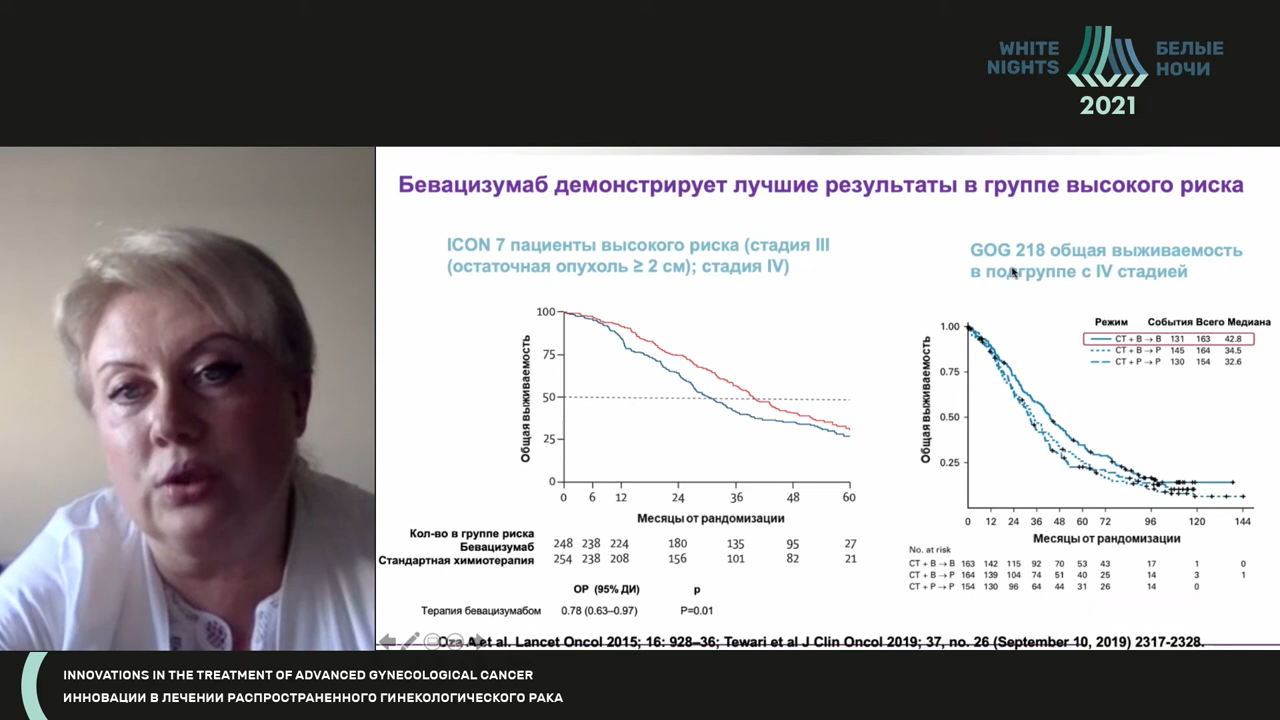 WHITE NIGHTS
БЕЛЫЕ НОЧИ
2021
Бевацизумаб демонстрирует лучшие результаты в группе высокого риска
ICON 7 пациенты высокого риска (стадия III
(остаточная опухоль ≥ 2 см); стадия IV)
100
75
50
25
0
Общая выживаемость
0 6 12 24 36 48 60
Месяцы от рандомизации
Кол-во в группе риска
Бевацизумаб 248 238 224 180 135 95 27
Стандартная химиотерапия 254 238 208 156 101 82 21
ОР (95% ДИ) p
Терапия бевацизумабом 0.78 (0.63–0.97) P=0.01
GOG 218 общая выживаемость
в подгруппе с IV стадией
Режим События Всего Медиана
CT + B → B 131 163 42.8
CT + B → P 145 164 34.5
CT + P → P 130 154 32.6
1.00
0.75
0.50
0.25
Общая выживаемость
0 12 24 36 48 60 72 96 120 144
Месяцы от рандомизации
No. at risk
CT + B → B 163 142 115 92 70 53 43 17 1 0
CT + B → P 164 139 104 74 51 40 25 14 3 1
CT + P → P 154 130 96 64 44 31 26 14 0
Oza A et al. Lancet Oncol 2015; 16: 928–36; Tewari et al J Clin Oncol 2019; 37, no. 26 (September 10, 2019) 2317-2328.
INNOVATIONS IN THE TREATMENT OF ADVANCED GYNECOLOGICAL CANCER
ИННОВАЦИИ В ЛЕЧЕНИИ РАСПРОСТРАНЕННОГО ГИНЕКОЛОГИЧЕСКОГО РАКА